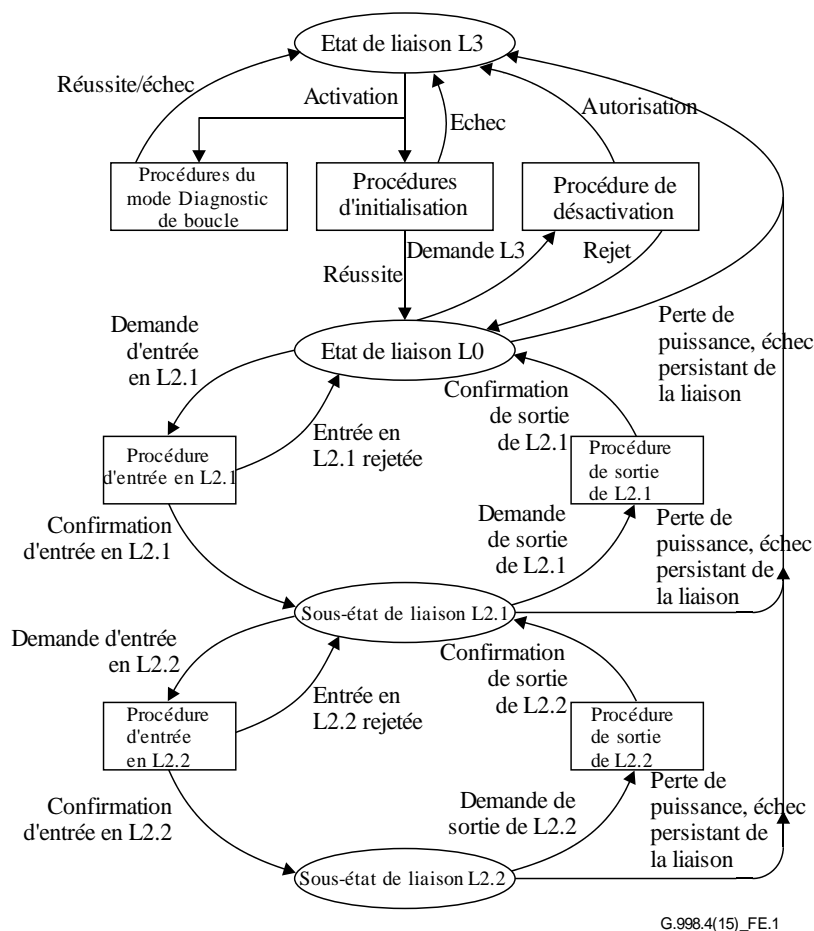 Etat de liaison L3
Réussite/échec
Activation
Echec
Autorisation
Procédures du
mode Diagnostic
de boucle
Procédures
d'initialisation
Procédure de
désactivation
Demande L3
Rejet
Réussite
Demande
d'entrée
en L2.1
Etat de liaison L0
Perte de
puissance, échec
persistant de
la liaison
Confirmation
de sortie
de L2.1
Entrée en
L2.1 rejetée
Procédure
d'entrée en L2.1
Procédure
de sortie
de L2.1
Confirmation
d'entrée en L2.1
Demande
de sortie
de L2.1
Perte de
puissance, échec
persistant de
la liaison
Sous-état de liaison L2.1
Demande d'entrée
en L2.2
Confirmation
de sortie
de L2.2
Entrée en
L2.2 rejetée
Procédure
d'entrée
en L2.2
Procédure
de sortie
de L2.2
Confirmation
d'entrée en L2.2
Demande de
sortie de L2.2
Perte de
puissance, échec
persistant de
la liaison
Sous-état de liaison L2.2
G.998.4(15)_FE.1